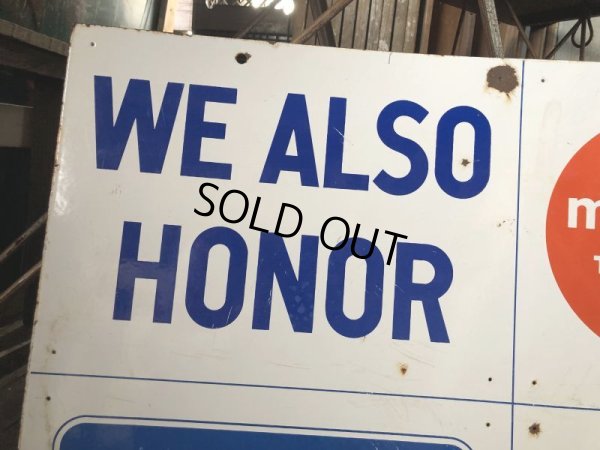 WE ALSO
SOLD OUT
HONOR
m